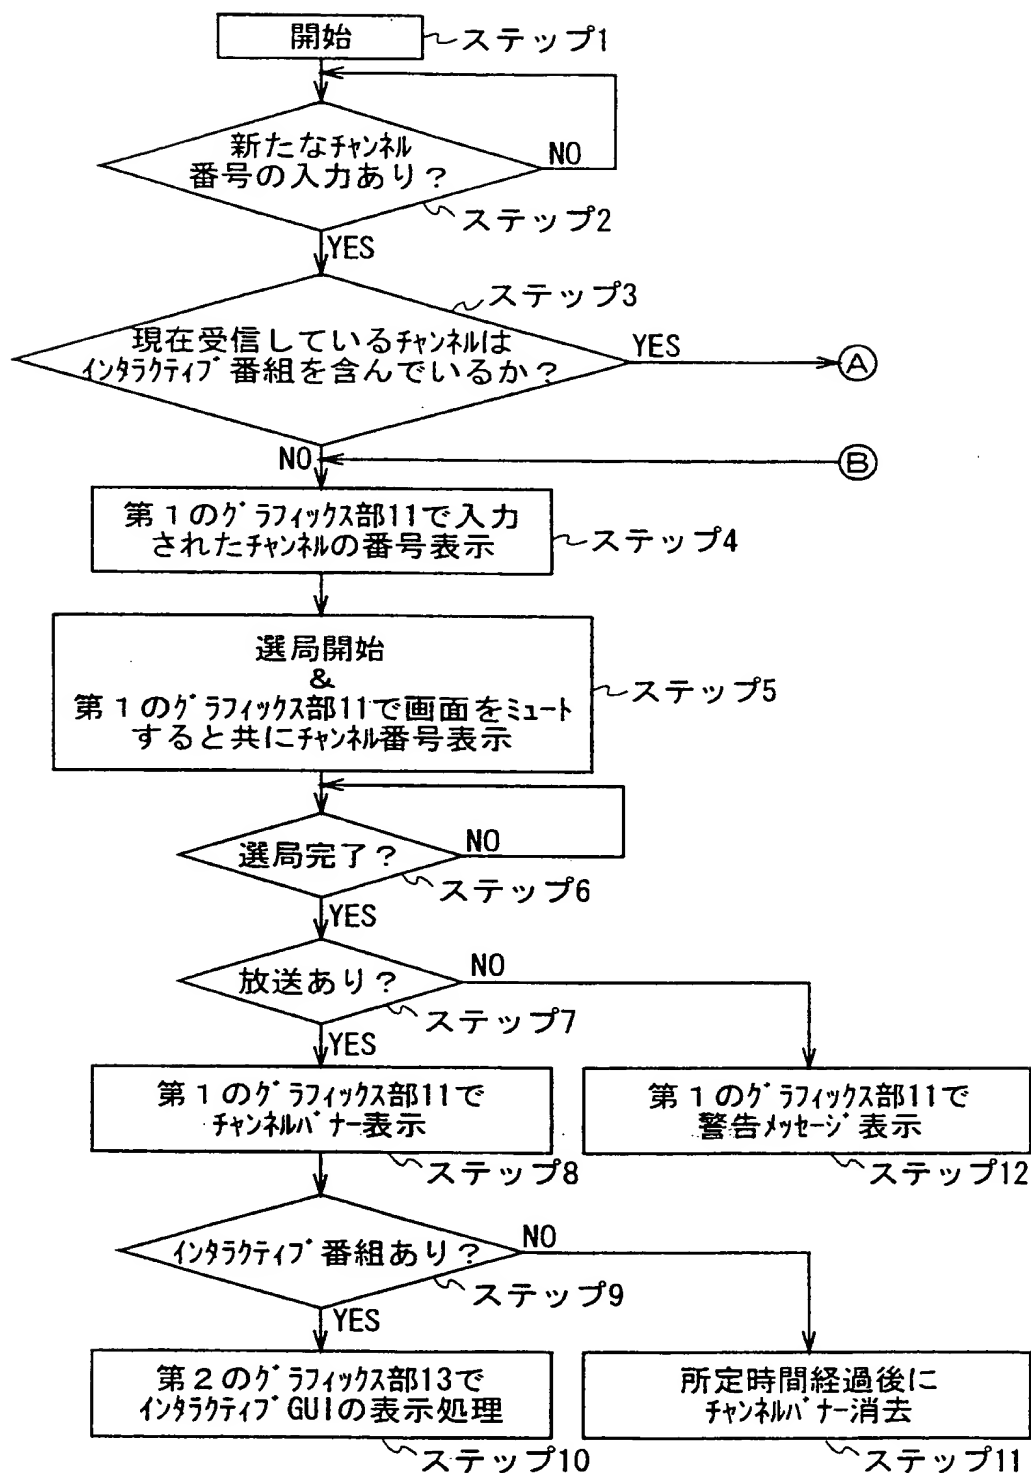 開始
ステップ1
新たなチャンネル
番号の入力あり?
NO
ステップ2
YES
ステップ3
現在受信しているチャンネルは
インタラクティブ番組を含んでいるか?
YES
A
NO
B
第1のグラフィックス部11で入力
されたチャンネルの番号表示
ステップ4
選局開始
&
第1のグラフィックス部11で画面をミュート
すると共にチャンネル番号表示
ステップ5
選局完了?
NO
ステップ6
YES
放送あり?
NO
ステップ7
YES
第1のグラフィックス部11で
チャンネルバナー表示
ステップ8
第1のグラフィックス部11で
警告メッセージ表示
ステップ12
インタラクティブ番組あり?
NO
ステップ9
YES
第2のグラフィックス部13で
インタラクティブGUIの表示処理
ステップ10
所定時間経過後に
チャンネルバナー消去
ステップ11